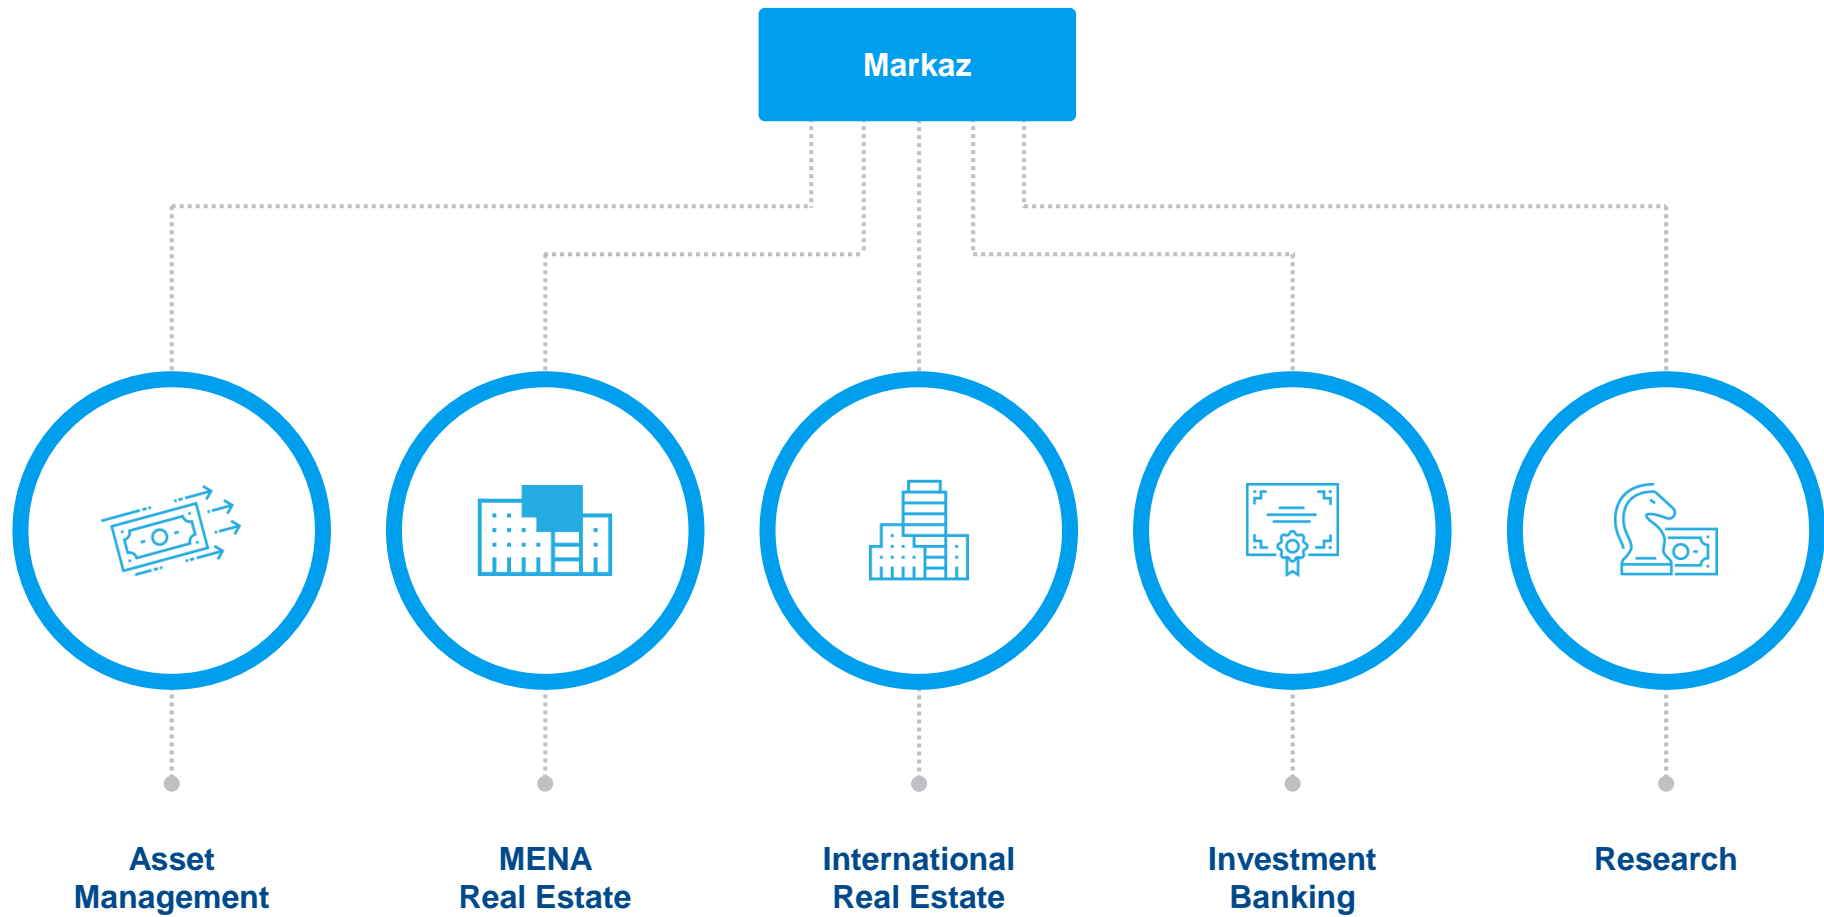 Markaz
Asset
Management
MENA
Real Estate
International
Real Estate
Investment
Banking
Research